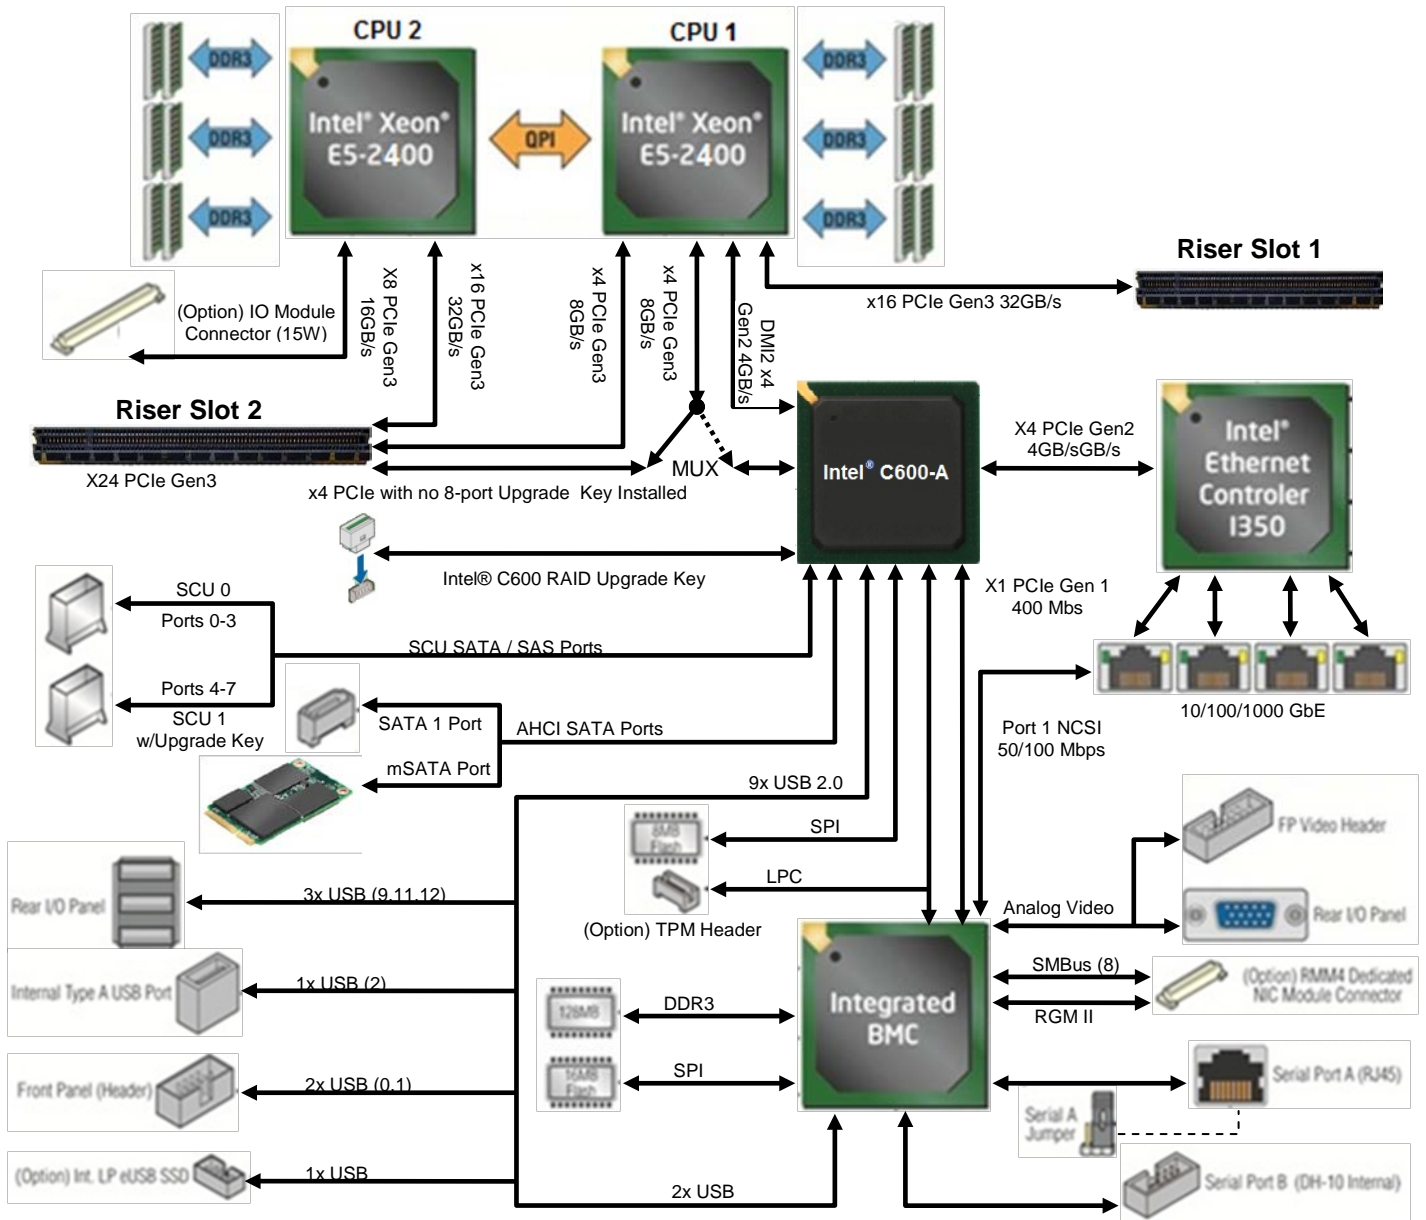 CPU 2
CPU 1
DDR3
DDR3
DDR3
Intel® Xeon®
E5-2400
QPI
Intel® Xeon®
E5-2400
DDR3
DDR3
DDR3
Riser Slot 1
x16 PCIe Gen3 32GB/s
(Option) IO Module
Connector (15W)
X8 PCIe Gen3
16GB/s
x16 PCIe Gen3
32GB/s
x4 PCIe Gen3
8GB/s
x4 PCIe Gen3
8GB/s
DMI2 x4
Gen2 4GB/s
Riser Slot 2
X24 PCIe Gen3
MUX
x4 PCIe with no 8-port Upgrade Key Installed
Intel® C600-A
X4 PCIe Gen2
4GB/sGB/s
Intel®
Ethernet
Controler
I350
Intel® C600 RAID Upgrade Key
X1 PCIe Gen 1
400 Mbs
SCU 0
Ports 0-3
SCU SATA / SAS Ports
Ports 4-7
SCU 1
w/Upgrade Key
SATA 1 Port
AHCI SATA Ports
mSATA Port
10/100/1000 GbE
Port 1 NCSI
50/100 Mbps
9x USB 2.0
8MB
Flash
SPI
LPC
(Option) TPM Header
FP Video Header
Analog Video
Rear I/O Panel
Rear I/O Panel
3x USB (9.11.12)
Internal Type A USB Port
1x USB (2)
Front Panel (Header)
2x USB (0.1)
(Option) Int. LP eUSB SSD
1x USB
2x USB
128MB
DDR3
16MB
Flash
SPI
Integrated
BMC
SMBus (8)
RGM II
(Option) RMM4 Dedicated
NIC Module Connector
Serial Port A (RJ45)
Serial A
Jumper
Serial Port B (DH-10 Internal)